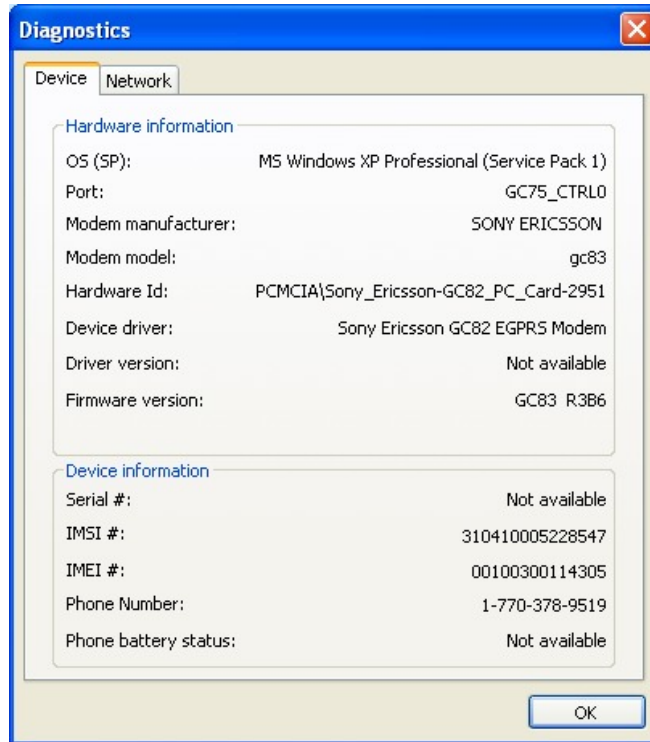 Diagnostics
Device Network
Hardware information
OS (SP): MS Windows XP Professional (Service Pack 1)
Port: GC75_CTRL0
Modem manufacturer: SONY ERICSSON
Modem model: gc83
Hardware Id: PCMCIA\Sony_Ericsson-GC82_PC_Card-2951
Device driver: Sony Ericsson GC82 EGPRS Modem
Driver version: Not available
Firmware version: GC83 R3B6
Device information
Serial #: Not available
IMSI #: 310410005228547
IMEI #: 00100300114305
Phone Number: 1-770-378-9519
Phone battery status: Not available
OK